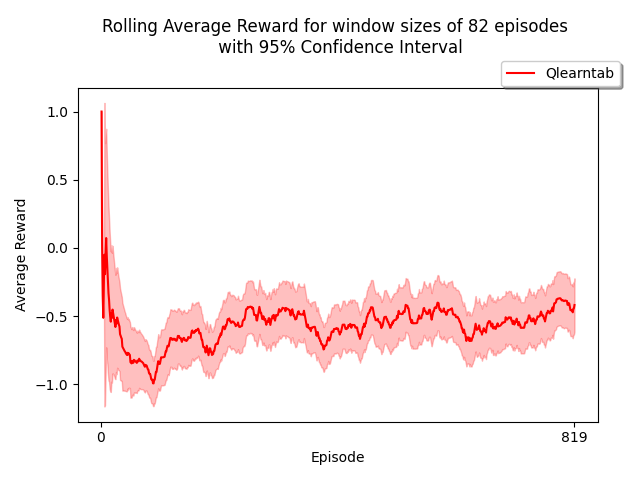 Rolling Average Reward for window sizes of 82 episodes
with 95% Confidence Interval
Qlearntab
1.0
0.5
0.0
−0.5
−1.0
Average Reward
0
819
Episode